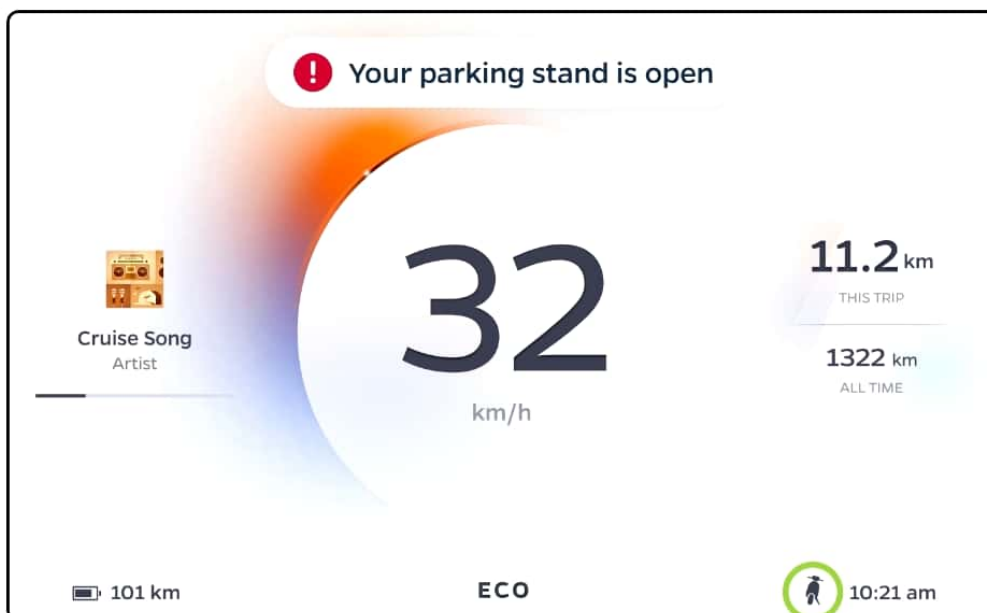 Your parking stand is open
32
km/h
Cruise Song
Artist
11.2 km
THIS TRIP
1322 km
ALL TIME
101 km
ECO
10:21 am